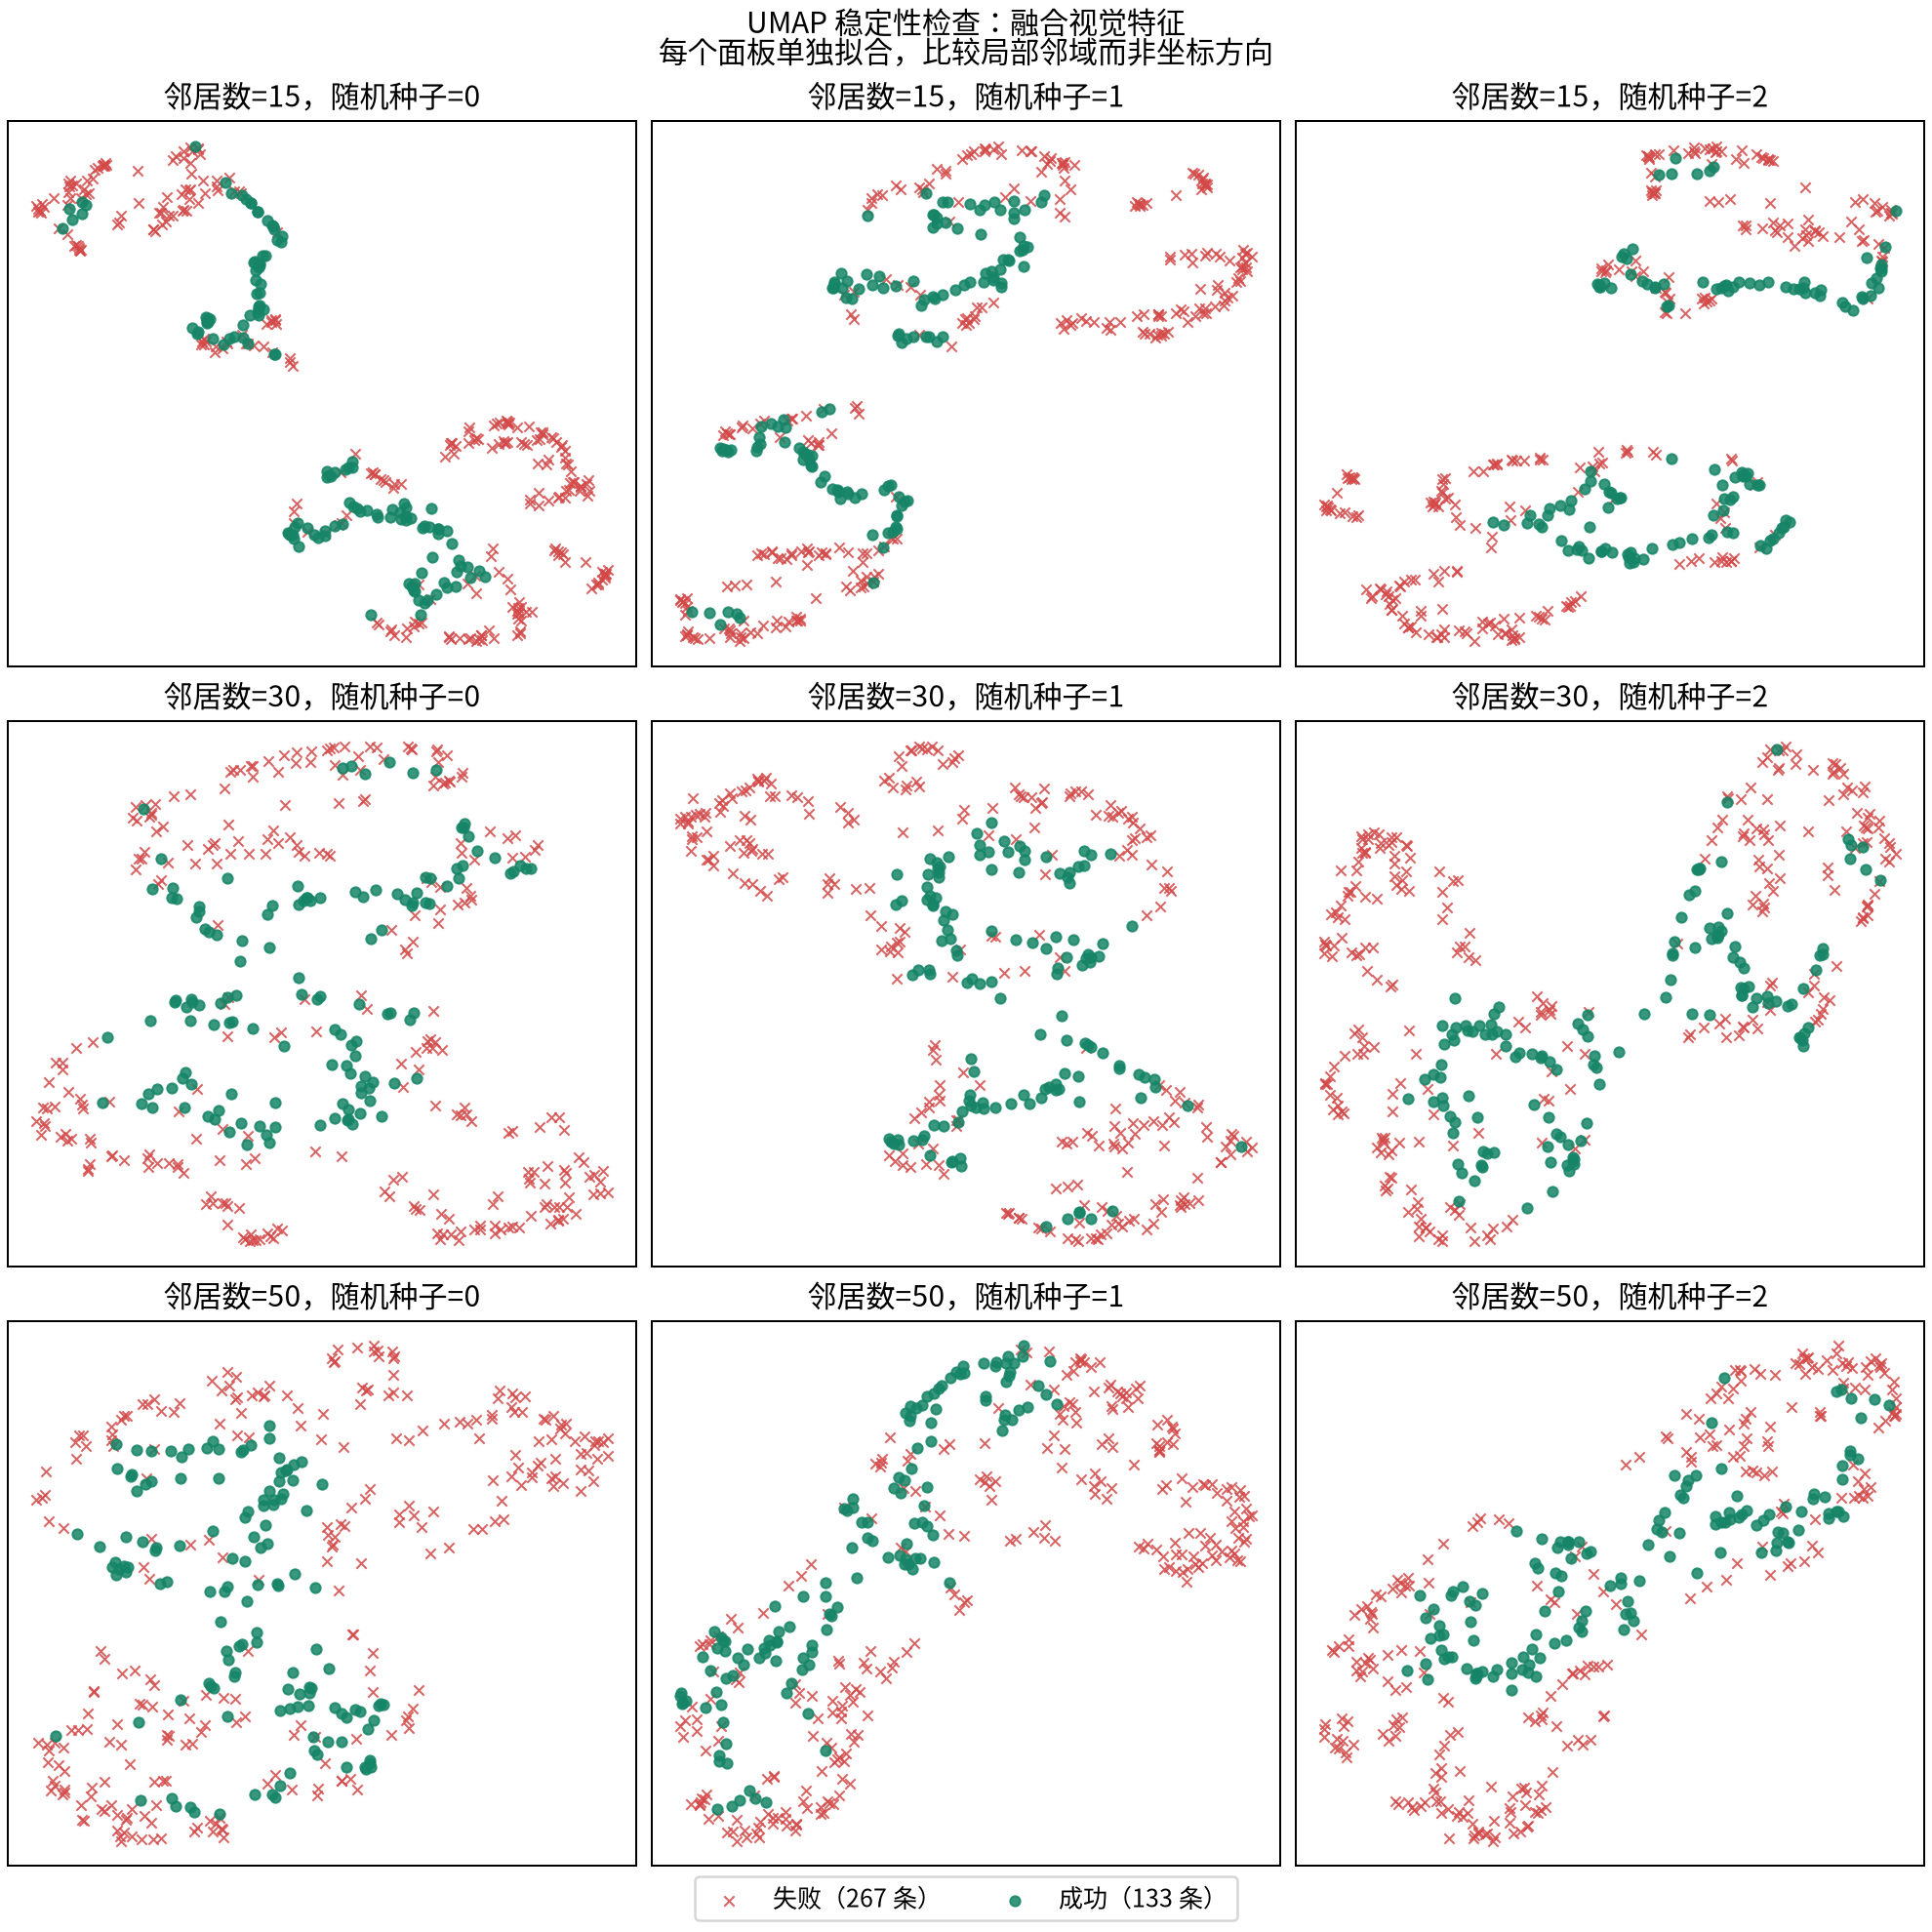 UMAP 稳定性检查：融合视觉特征
每个面板单独拟合，比较局部邻域而非坐标方向
邻居数=15，随机种子=0
邻居数=15，随机种子=1
邻居数=15，随机种子=2
邻居数=30，随机种子=0
邻居数=30，随机种子=1
邻居数=30，随机种子=2
邻居数=50，随机种子=0
邻居数=50，随机种子=1
邻居数=50，随机种子=2
失败（267 条）
成功（133 条）